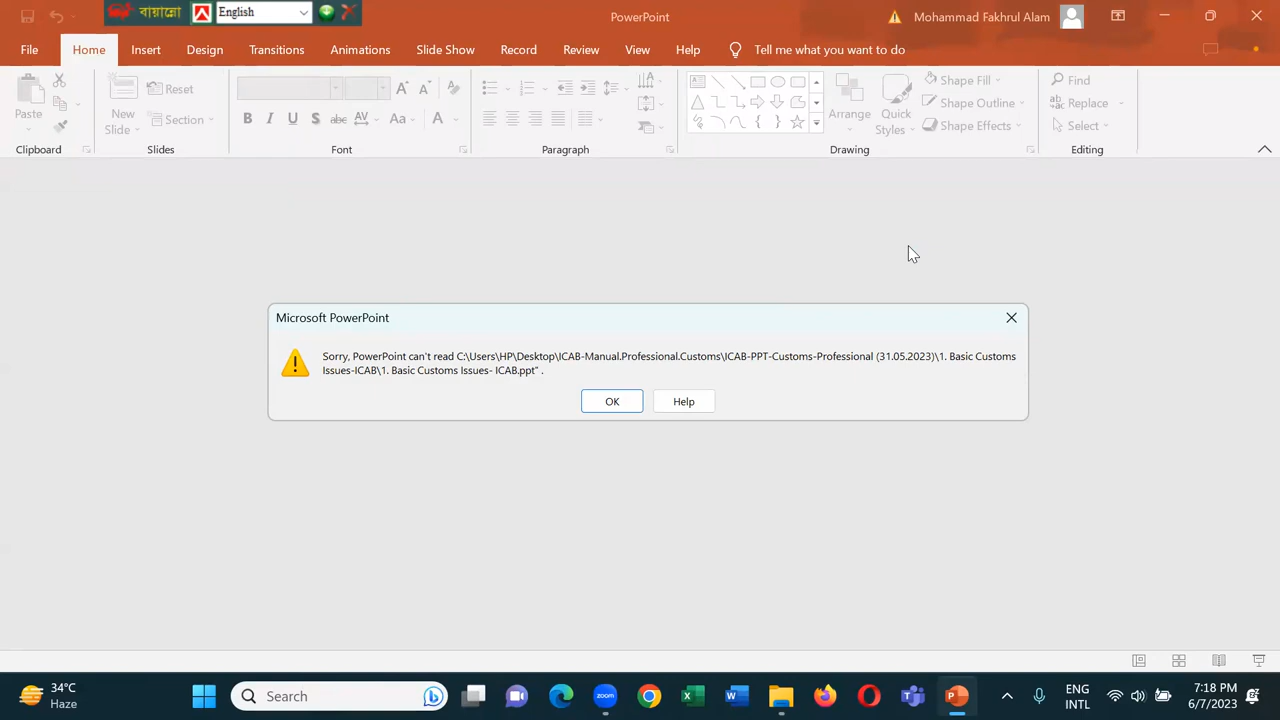 বায়ান্নো English
PowerPoint
Mohammad Fakhrul Alam
File Home Insert Design Transitions Animations Slide Show Record Review View Help Tell me what you want to do
Paste
New
Slide
Reset
Section
B I U S abc AV Aa A
Arrange
Quick
Styles
Shape Fill
Shape Outline
Shape Effects
Find
Replace
Select
Clipboard Slides Font Paragraph Drawing Editing
Microsoft PowerPoint
Sorry, PowerPoint can't read C:\Users\HP\Desktop\ICAB-Manual.Professional.Customs\ICAB-PPT-Customs-Professional (31.05.2023)\1. Basic Customs
Issues-ICAB\1. Basic Customs Issues- ICAB.ppt" .
OK Help
34°C
Haze
Search
zoom
ENG
INTL
7:18 PM
6/7/2023